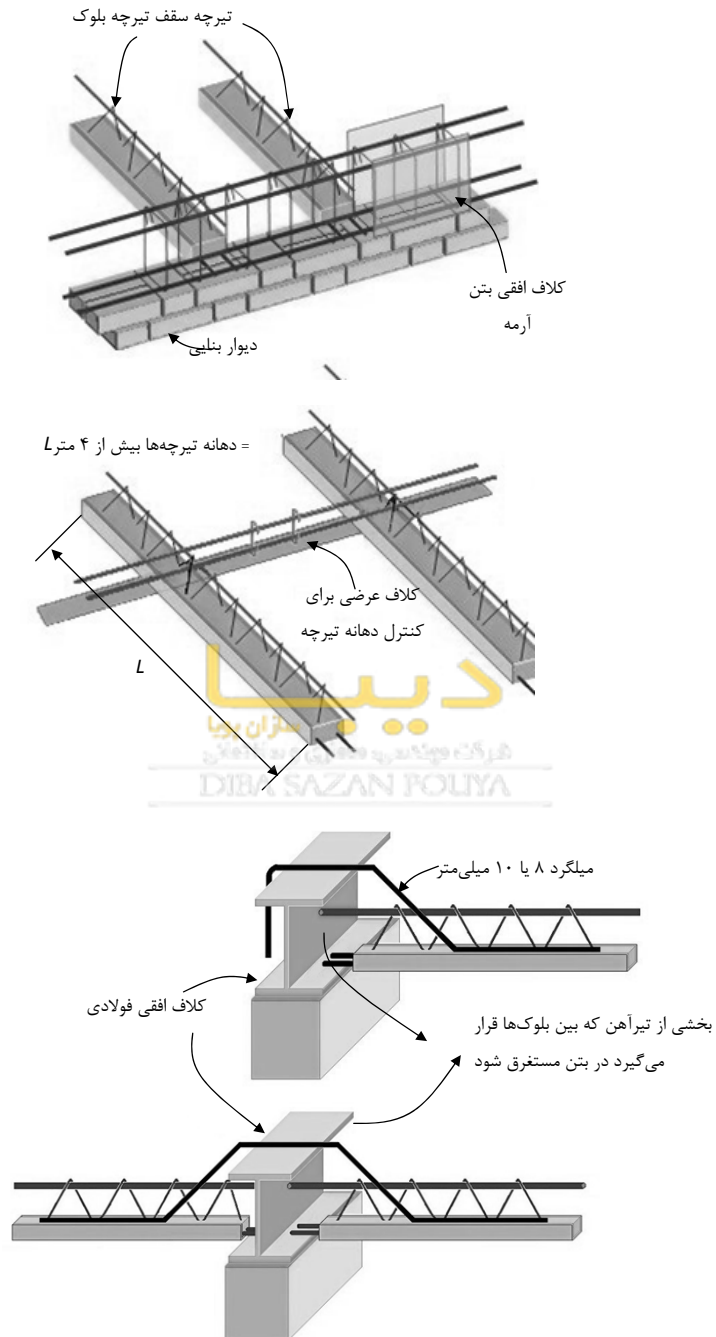 تیرچه سقف تیرچه بلوک
کلاف افقی بتن
آرمه
دیوار بنایی
= دهانه تیرچه‌ها بیش از ۴ متر L
کلاف عرضی برای
کنترل دهانه تیرچه
L
دیبا
سازان پویا
DIBA SAZAN POUYA
میلگرد ۸ یا ۱۰ میلی‌متر
کلاف افقی فولادی
بخشی از تیرآهن که بین بلوک‌ها قرار
می‌گیرد در بتن مستغرق شود